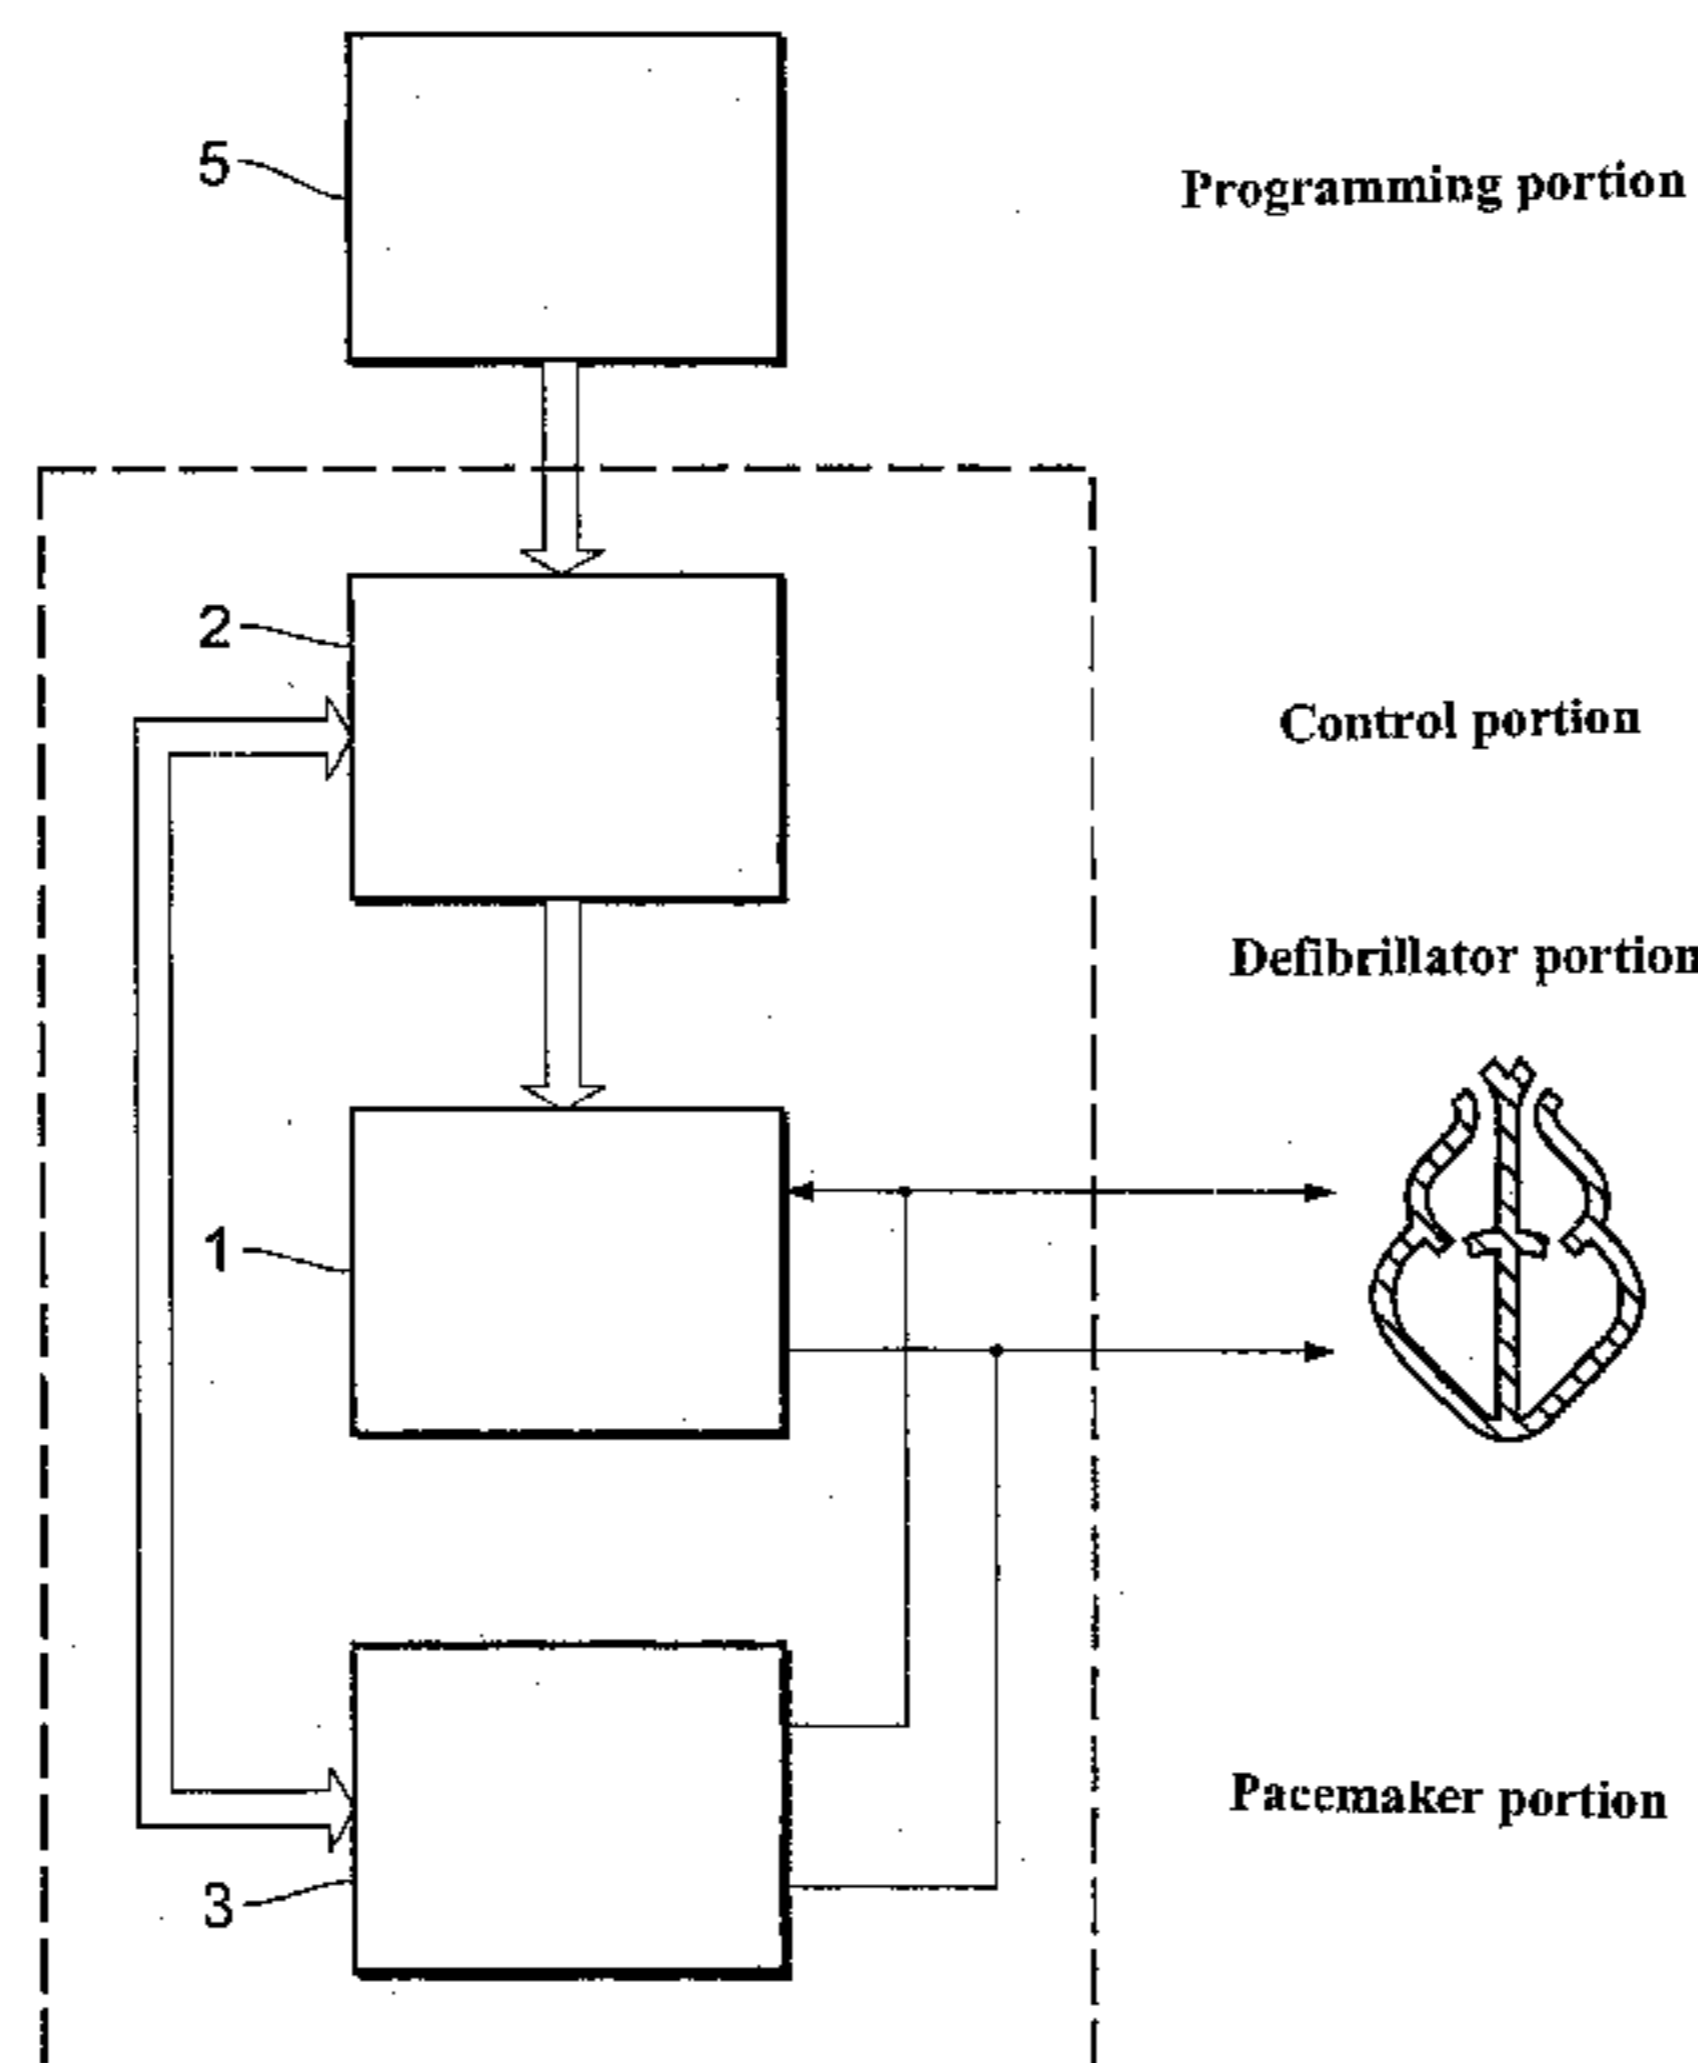 5
Programming portion
2
Control portion
Defibrillator portion
1
Pacemaker portion
3